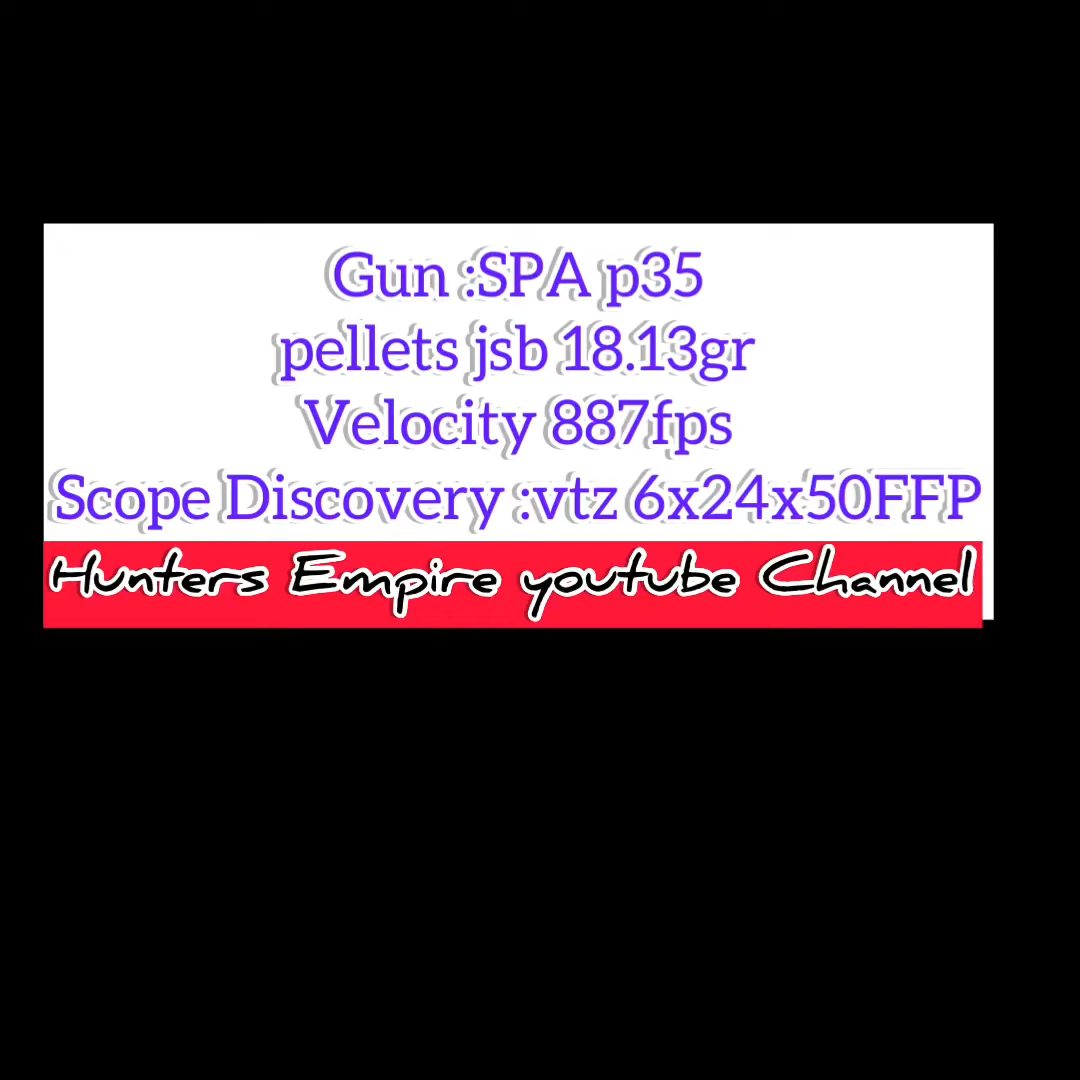 Gun :SPA p35
pellets jsb 18.13gr
Velocity 887fps
Scope Discovery :vtz 6x24x50FFP
Hunters Empire youtube Channel